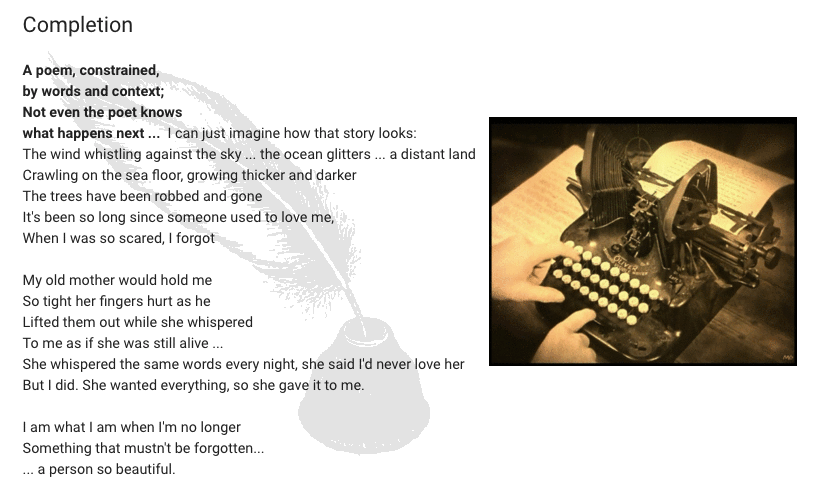 Completion
A poem, constrained,
by words and context;
Not even the poet knows
what happens next ... I can just imagine how that story looks:
The wind whistling against the sky ... the ocean glitters ... a distant land
Crawling on the sea floor, growing thicker and darker
The trees have been robbed and gone
It's been so long since someone used to love me,
When I was so scared, I forgot
My old mother would hold me
So tight her fingers hurt as he
Lifted them out while she whispered
To me as if she was still alive ...
She whispered the same words every night, she said I'd never love her
But I did. She wanted everything, so she gave it to me.
I am what I am when I'm no longer
Something that mustn't be forgotten...
... a person so beautiful.